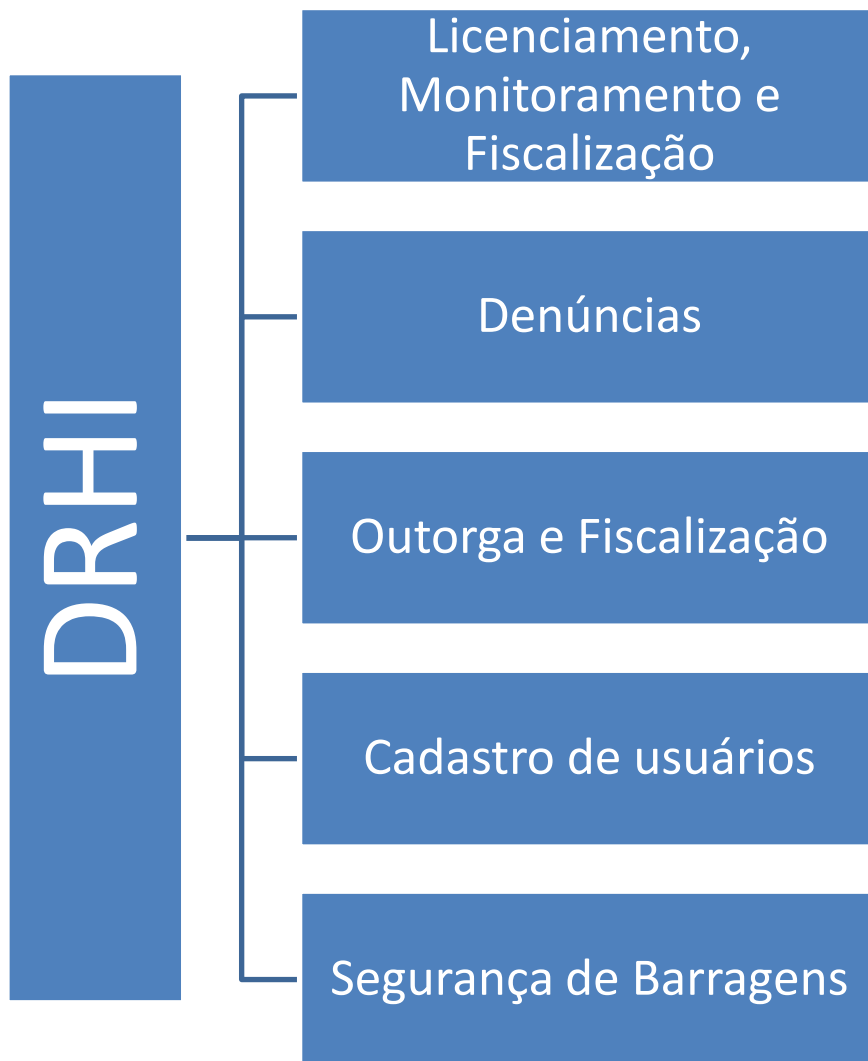 DRHI
Licenciamento,
Monitoramento e
Fiscalização
Denúncias
Outorga e Fiscalização
Cadastro de usuários
Segurança de Barragens